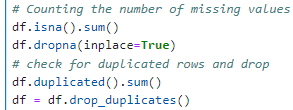 # Counting the number of missing values
df.isna().sum()
df.dropna(inplace=True)
# check for duplicated rows and drop
df.duplicated().sum()
df = df.drop_duplicates()